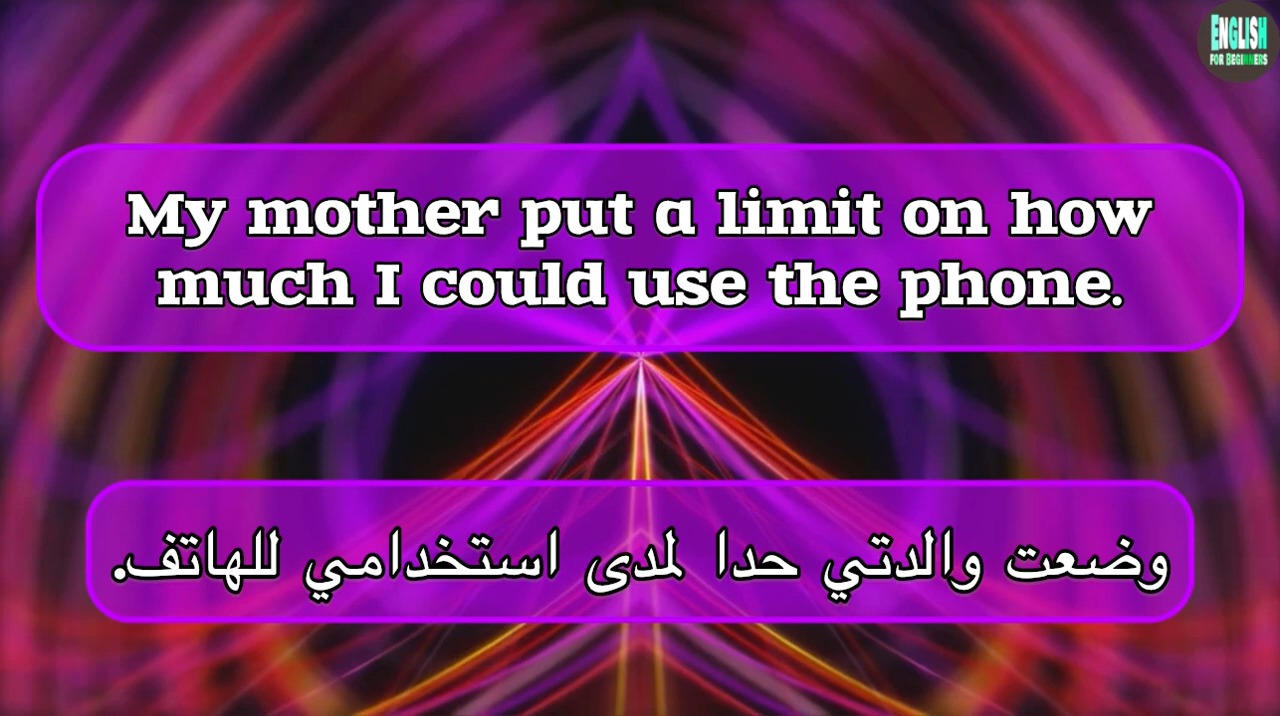 ENGLISH
FOR BEGINNERS
My mother put a limit on how
much I could use the phone.
وضعت والدتي حدا لمدى استخدامي للهاتف.